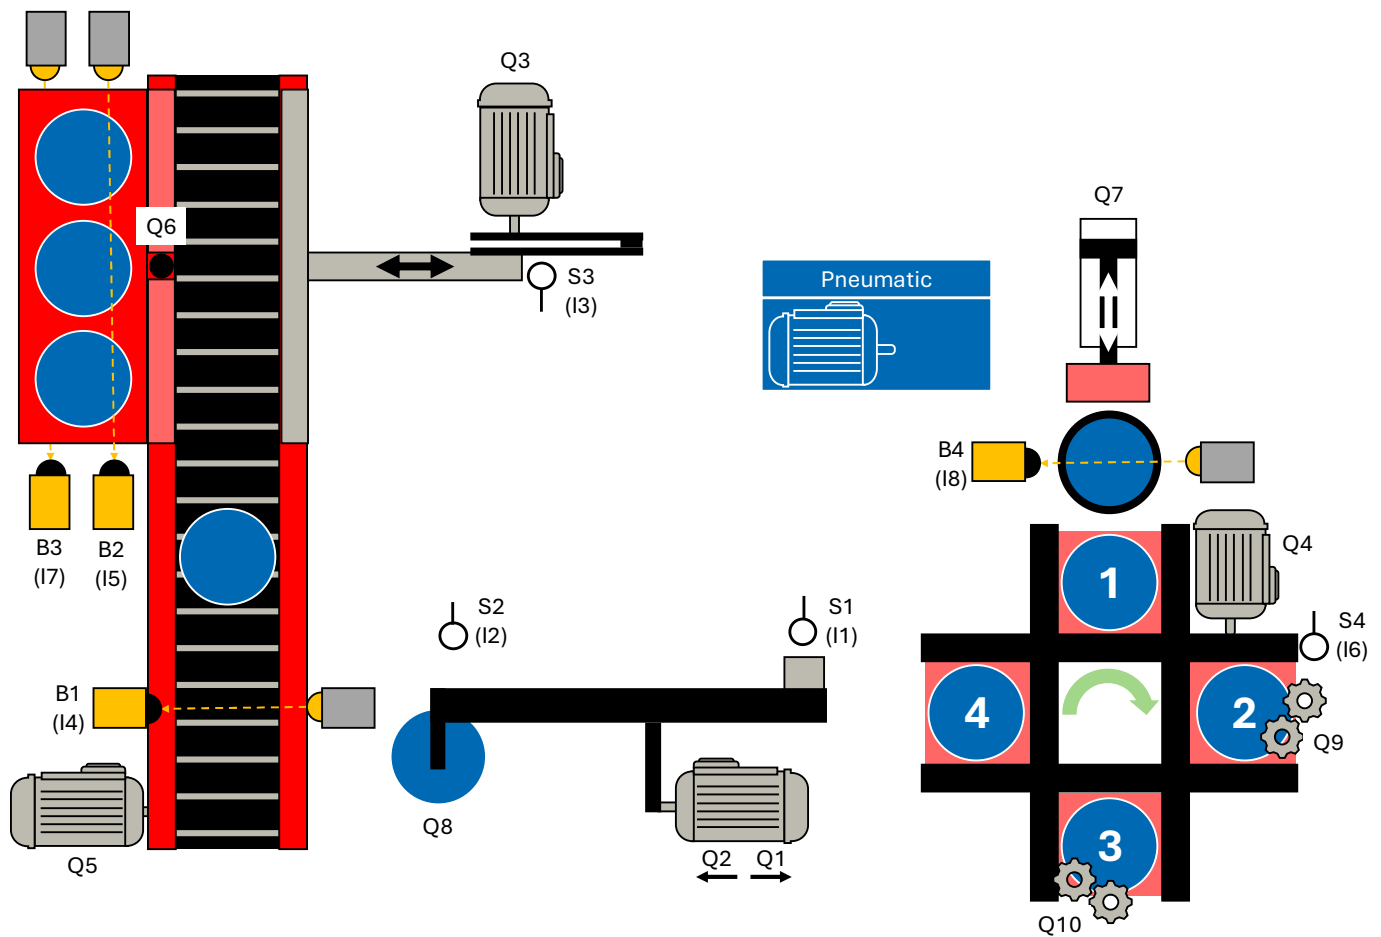 Q3
Q7
Q6
S3
(I3)
Pneumatic
B4
(I8)
B3
(I7)
B2
(I5)
Q4
1
S2
(I2)
S1
(I1)
S4
(I6)
B1
(I4)
4
2
Q9
Q8
Q5
Q2
Q1
3
Q10